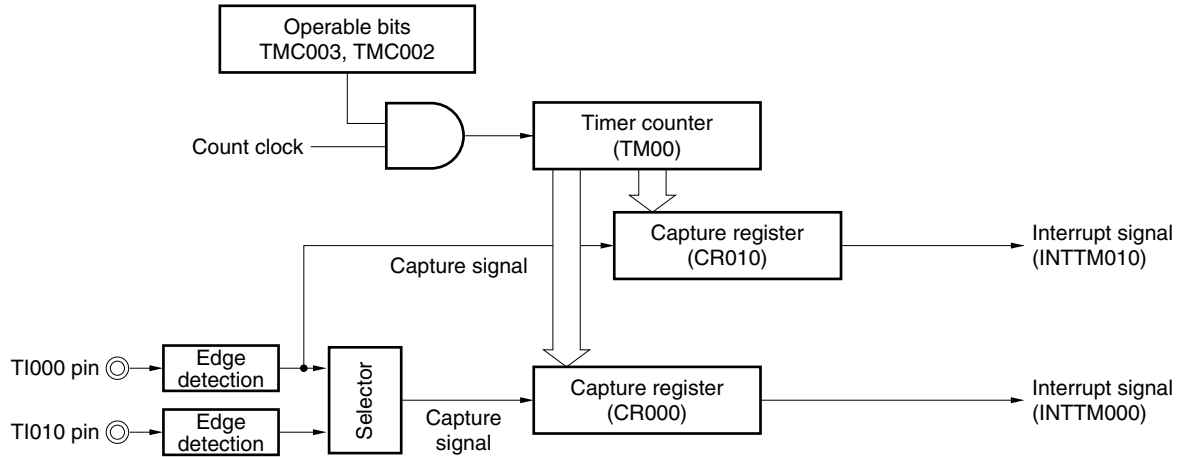 Operable bits
TMC003, TMC002
Count clock
Timer counter
(TM00)
Capture register
(CR010)
Interrupt signal
(INTTM010)
Capture signal
TI000 pin
Edge
detection
Selector
Capture register
(CR000)
Interrupt signal
(INTTM000)
Capture
signal
TI010 pin
Edge
detection